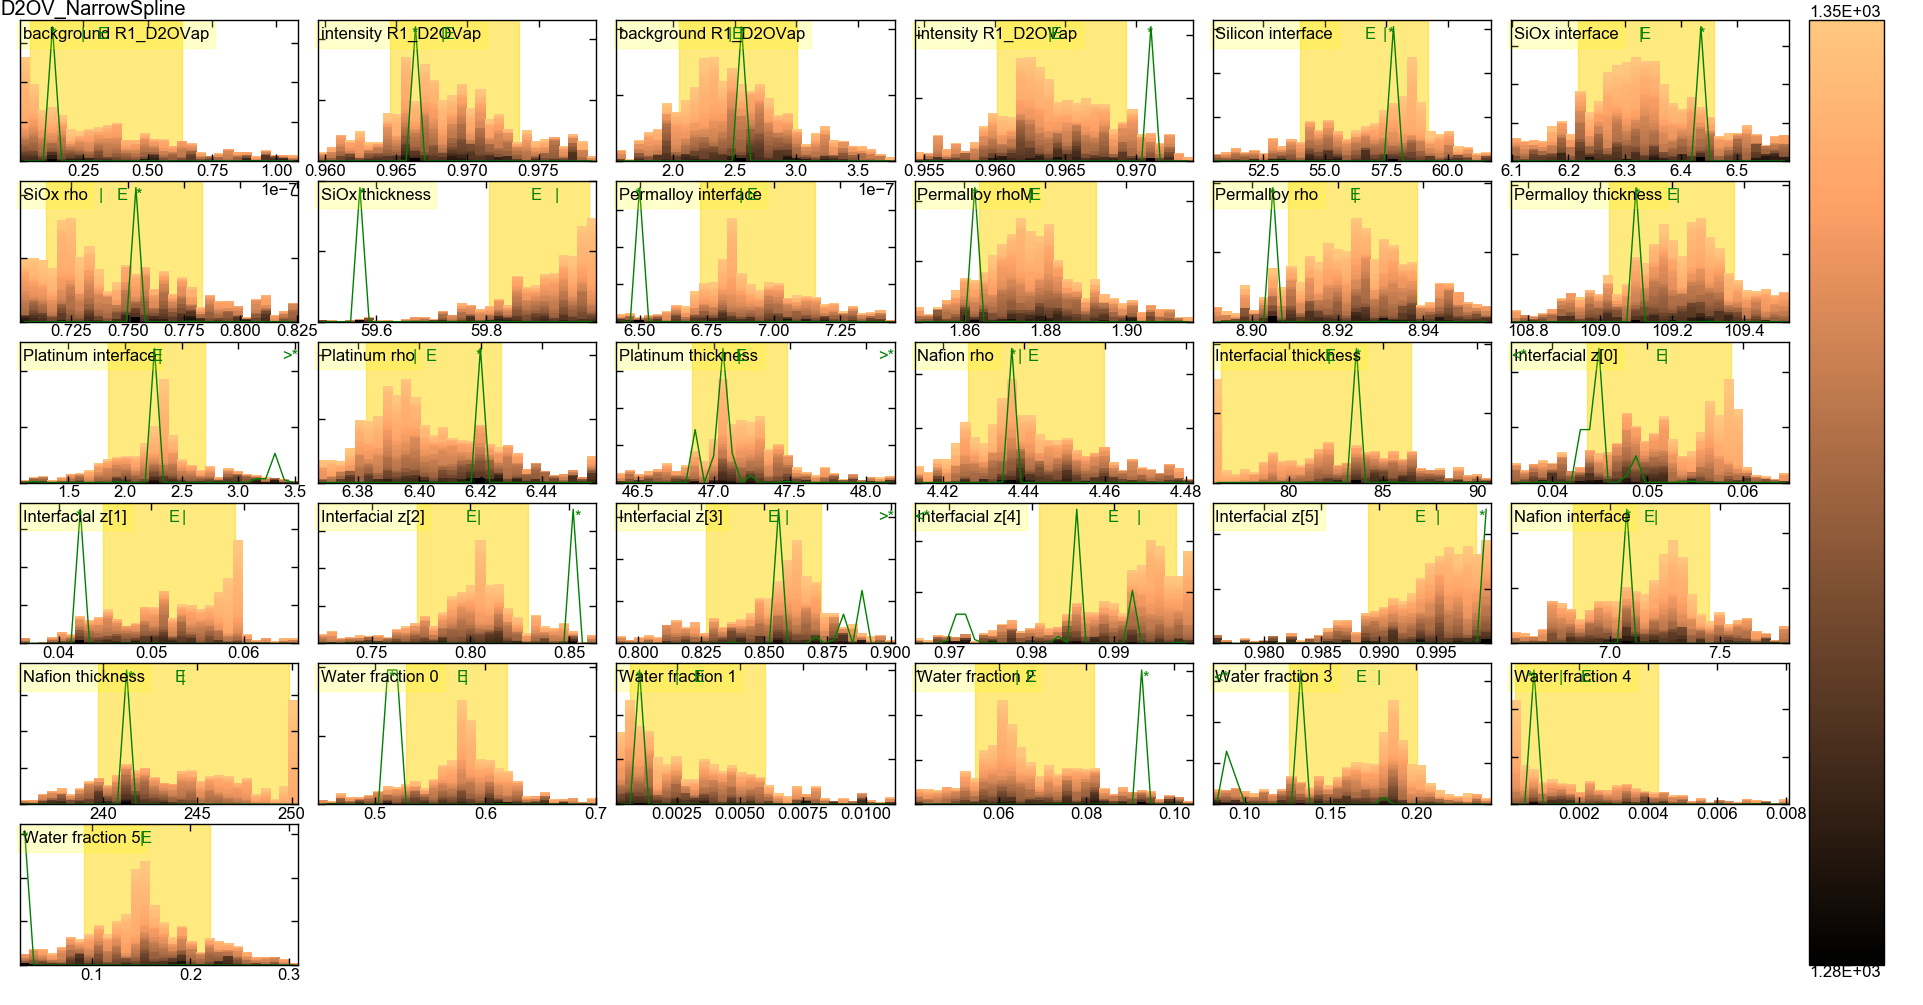 D2OV_NarrowSpline
1.35E+03
background R1_D2OVap
intensity R1_D2OVap
background R1_D2OVap
intensity R1_D2OVap
Silicon interface
SiOx interface
0.25 0.50 0.75 1.00
0.960 0.965 0.970 0.975
2.0 2.5 3.0 3.5
0.955 0.960 0.965 0.970
52.5 55.0 57.5 60.0
6.1 6.2 6.3 6.4 6.5
1e-7
1e-7
SiOx rho
SiOx thickness
Permalloy interface
Permalloy rhoM
Permalloy rho
Permalloy thickness
0.725 0.750 0.775 0.800 0.825
59.6 59.8
6.50 6.75 7.00 7.25
1.86 1.88 1.90
8.90 8.92 8.94
108.8 109.0 109.2 109.4
Platinum interface
Platinum rho
Platinum thickness
Nafion rho
Interfacial thickness
Interfacial z[0]
1.5 2.0 2.5 3.0 3.5
6.38 6.40 6.42 6.44
46.5 47.0 47.5 48.0
4.42 4.44 4.46 4.48
80 85 90
0.04 0.05 0.06
Interfacial z[1]
Interfacial z[2]
Interfacial z[3]
Interfacial z[4]
Interfacial z[5]
Nafion interface
0.04 0.05 0.06
0.75 0.80 0.85
0.800 0.825 0.850 0.875 0.900
0.97 0.98 0.99
0.980 0.985 0.990 0.995
7.0 7.5
Nafion thickness
Water fraction 0
Water fraction 1
Water fraction 2
Water fraction 3
Water fraction 4
240 245 250
0.5 0.6 0.7
0.0025 0.0050 0.0075 0.0100
0.06 0.08 0.10
0.10 0.15 0.20
0.002 0.004 0.006 0.008
Water fraction 5
0.1 0.2 0.3
1.28E+03